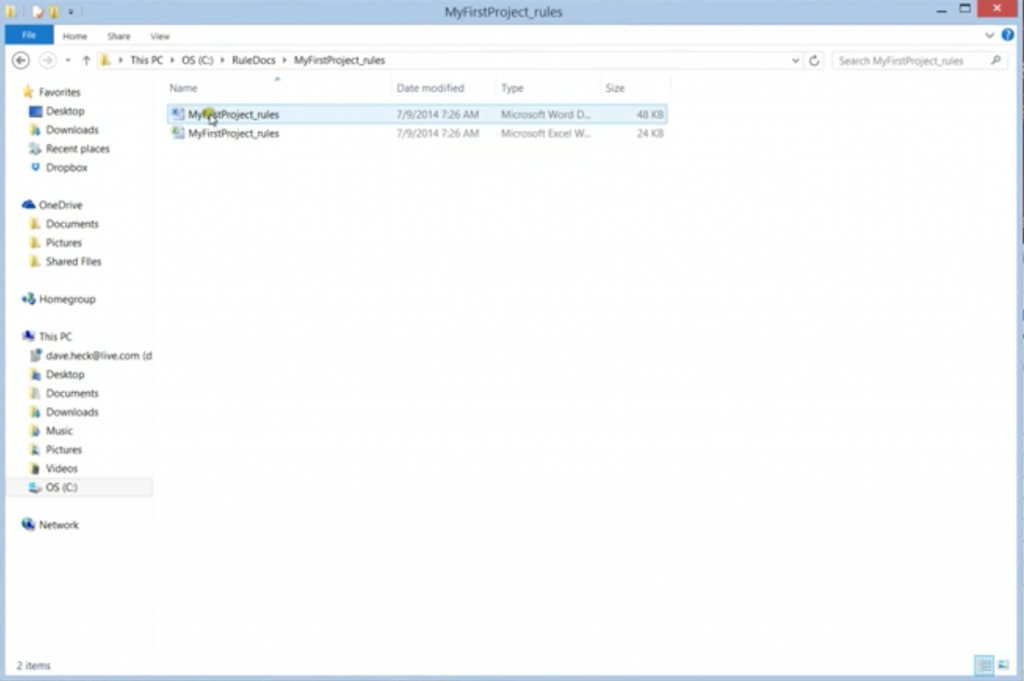 MyFirstProject_rules
File Home Share View
This PC OS (C:) RuleDocs MyFirstProject_rules
Search MyFirstProject_rules
Name Date modified Type Size
MyFirstProject_rules 7/9/2014 7:26 AM Microsoft Word D... 48 KB
MyFirstProject_rules 7/9/2014 7:26 AM Microsoft Excel W... 24 KB
Favorites
Desktop
Downloads
Recent places
Dropbox
OneDrive
Documents
Pictures
Shared Files
Homegroup
This PC
dave.heck@live.com (d
Desktop
Documents
Downloads
Music
Pictures
Videos
OS (C:)
Network
2 items